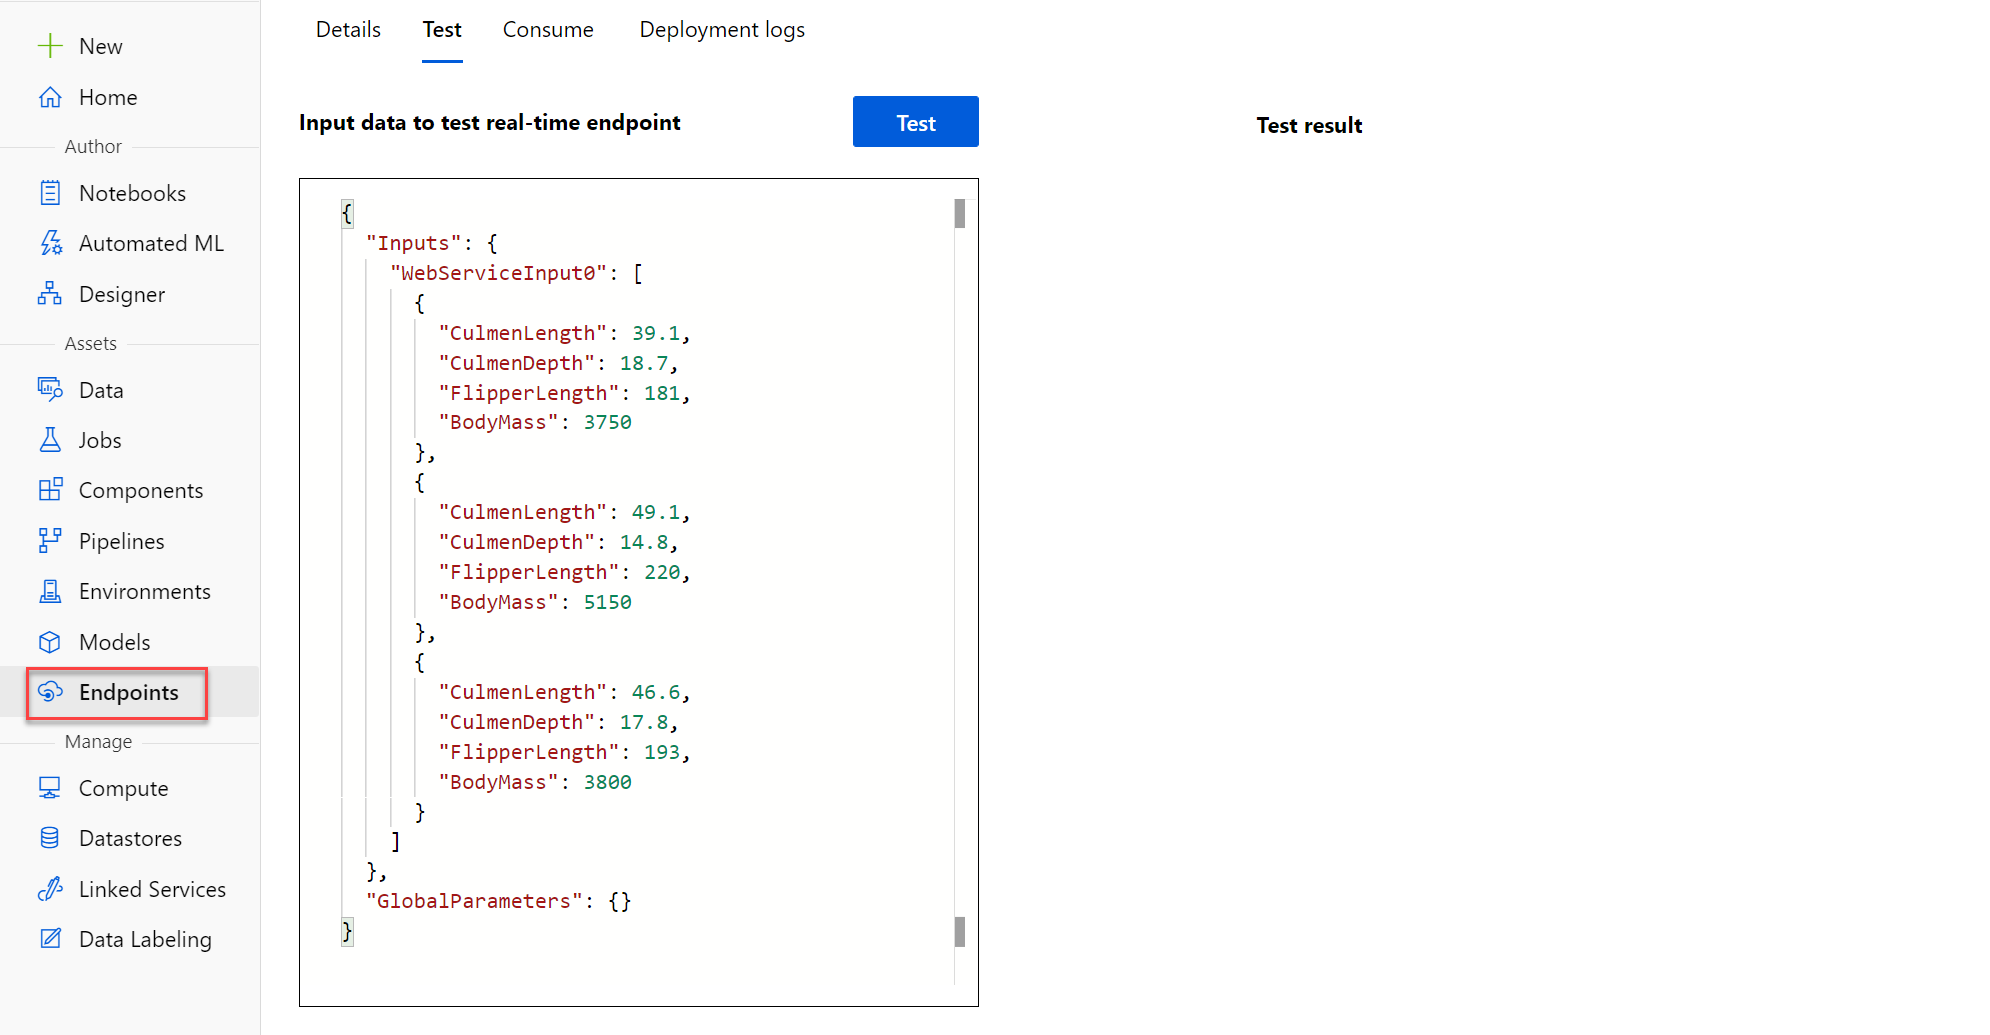 New
Home
Author
Notebooks
Automated ML
Designer
Assets
Data
Jobs
Components
Pipelines
Environments
Models
Endpoints
Manage
Compute
Datastores
Linked Services
Data Labeling
Details Test Consume Deployment logs
Input data to test real-time endpoint Test
{
"Inputs": {
"WebServiceInput0": [
{
"CulmenLength": 39.1,
"CulmenDepth": 18.7,
"FlipperLength": 181,
"BodyMass": 3750
},
{
"CulmenLength": 49.1,
"CulmenDepth": 14.8,
"FlipperLength": 220,
"BodyMass": 5150
},
{
"CulmenLength": 46.6,
"CulmenDepth": 17.8,
"FlipperLength": 193,
"BodyMass": 3800
}
]
},
"GlobalParameters": {}
}
Test result